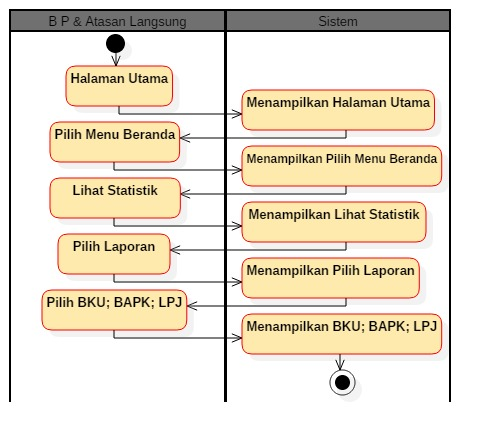 B P & Atasan Langsung
Sistem
Halaman Utama
Menampilkan Halaman Utama
Pilih Menu Beranda
Menampilkan Pilih Menu Beranda
Lihat Statistik
Menampilkan Lihat Statistik
Pilih Laporan
Menampilkan Pilih Laporan
Pilih BKU; BAPK; LPJ
Menampilkan BKU; BAPK; LPJ